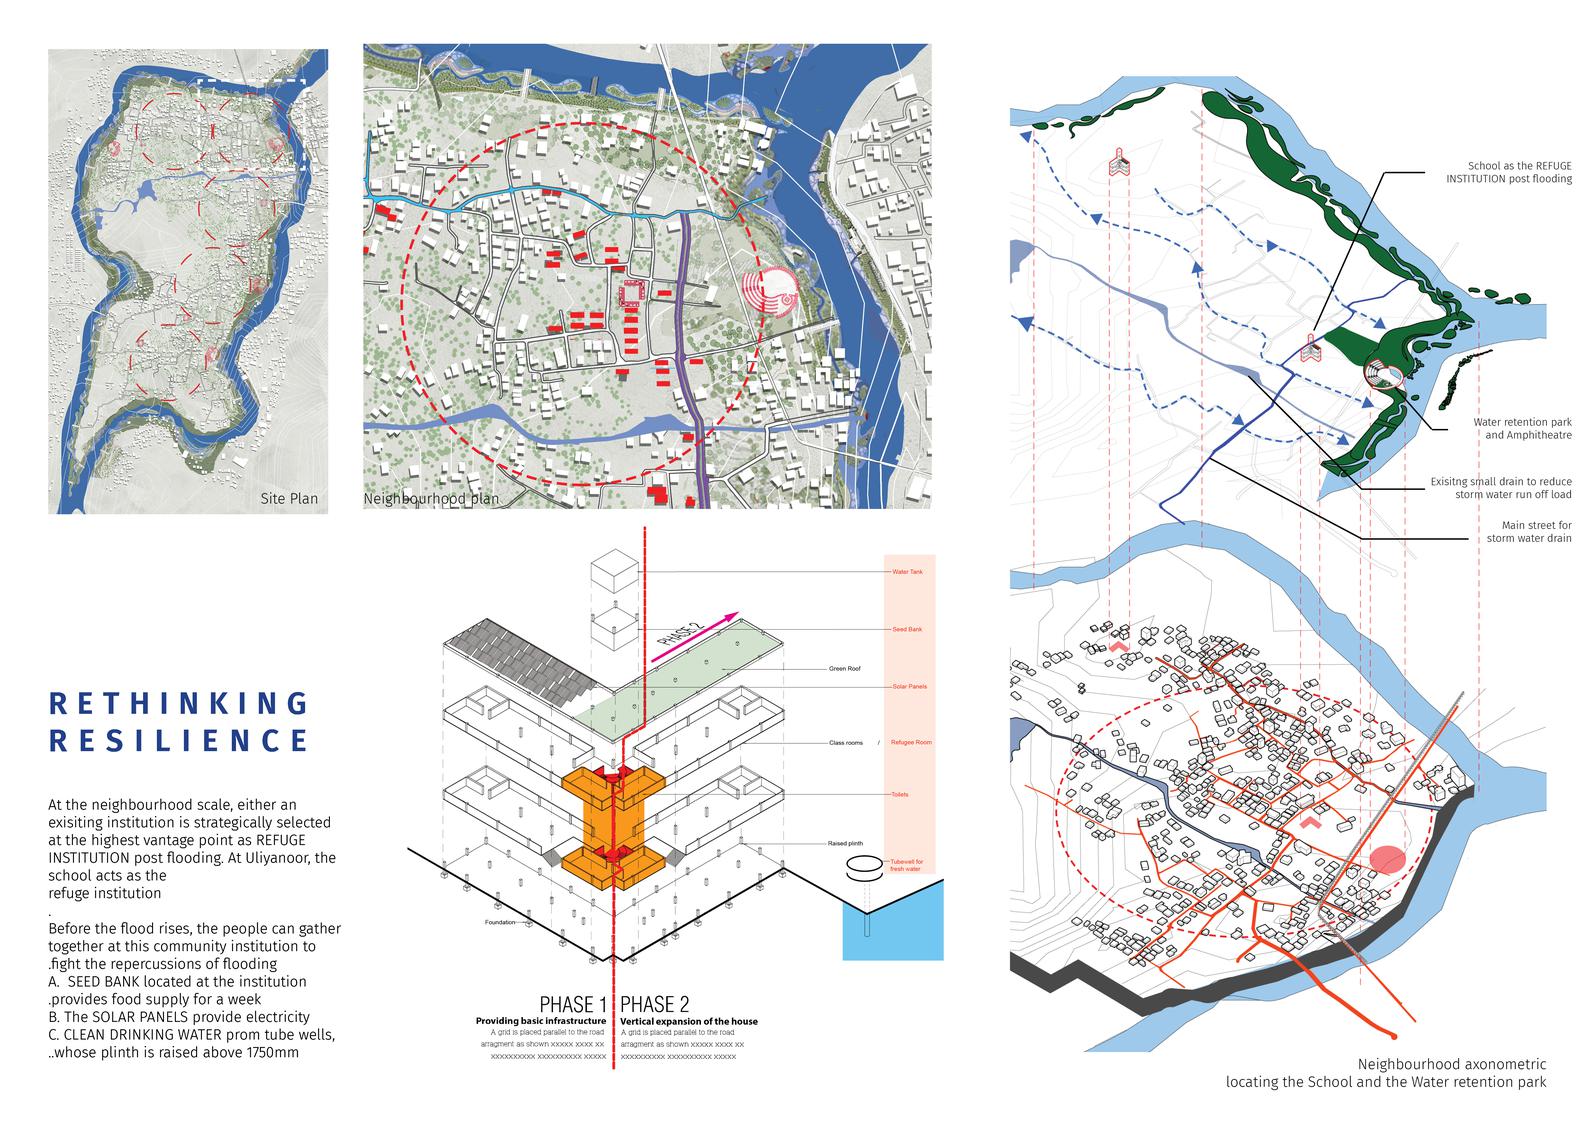 Site Plan
Neighbourhood plan
RETHINKING
RESILIENCE
At the neighbourhood scale, either an
exisiting institution is strategically selected
at the highest vantage point as REFUGE
INSTITUTION post flooding. At Uliyanoor, the
school acts as the
refuge institution
.
Before the flood rises, the people can gather
together at this community institution to
.fight the repercussions of flooding
A.  SEED BANK located at the institution
.provides food supply for a week
B. The SOLAR PANELS provide electricity
C. CLEAN DRINKING WATER prom tube wells,
..whose plinth is raised above 1750mm
PHASE 2
Water Tank
Seed Bank
Green Roof
Solar Panels
Class rooms / Refugee Room
Toilets
Raised plinth
Tubewell for
fresh water
Foundation
PHASE 1
Providing basic infrastructure
A grid is placed parallel to the road
arragment as shown xxxxx xxxx xx
xxxxxxxxxx xxxxxxxxxx xxxxx
PHASE 2
Vertical expansion of the house
A grid is placed parallel to the road
arragment as shown xxxxx xxxx xx
xxxxxxxxxx xxxxxxxxxx xxxxx
School as the REFUGE
INSTITUTION post flooding
Water retention park
and Amphitheatre
Exisitng small drain to reduce
storm water run off load
Main street for
storm water drain
Neighbourhood axonometric
locating the School and the Water retention park